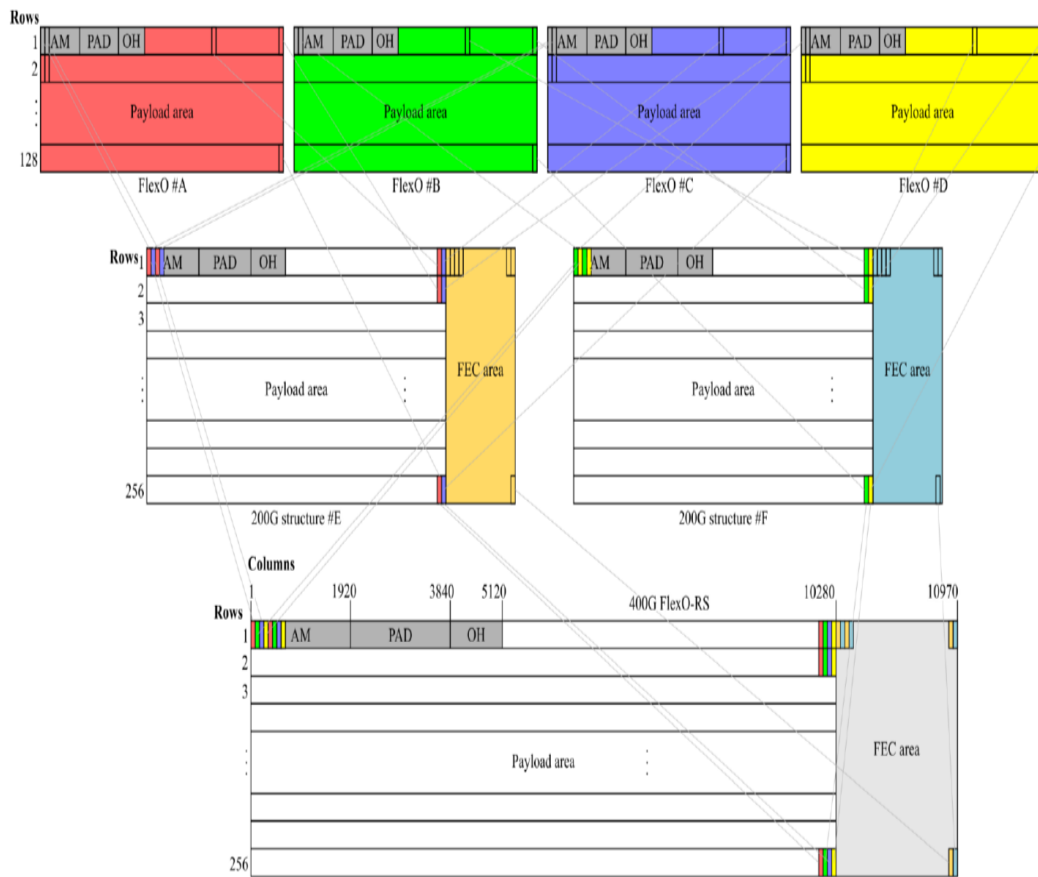 Rows
1 AM PAD OH AM PAD OH AM PAD OH AM PAD OH
2
Payload area Payload area Payload area Payload area
128
FlexO #A FlexO #B FlexO #C FlexO #D
Rows 1 AM PAD OH AM PAD OH
2
3
FEC area FEC area
Payload area Payload area
256
200G structure #E 200G structure #F
Columns
1 1920 3840 5120 400G FlexO-RS 10280 10970
Rows
1 AM PAD OH
2
3
Payload area FEC area
256